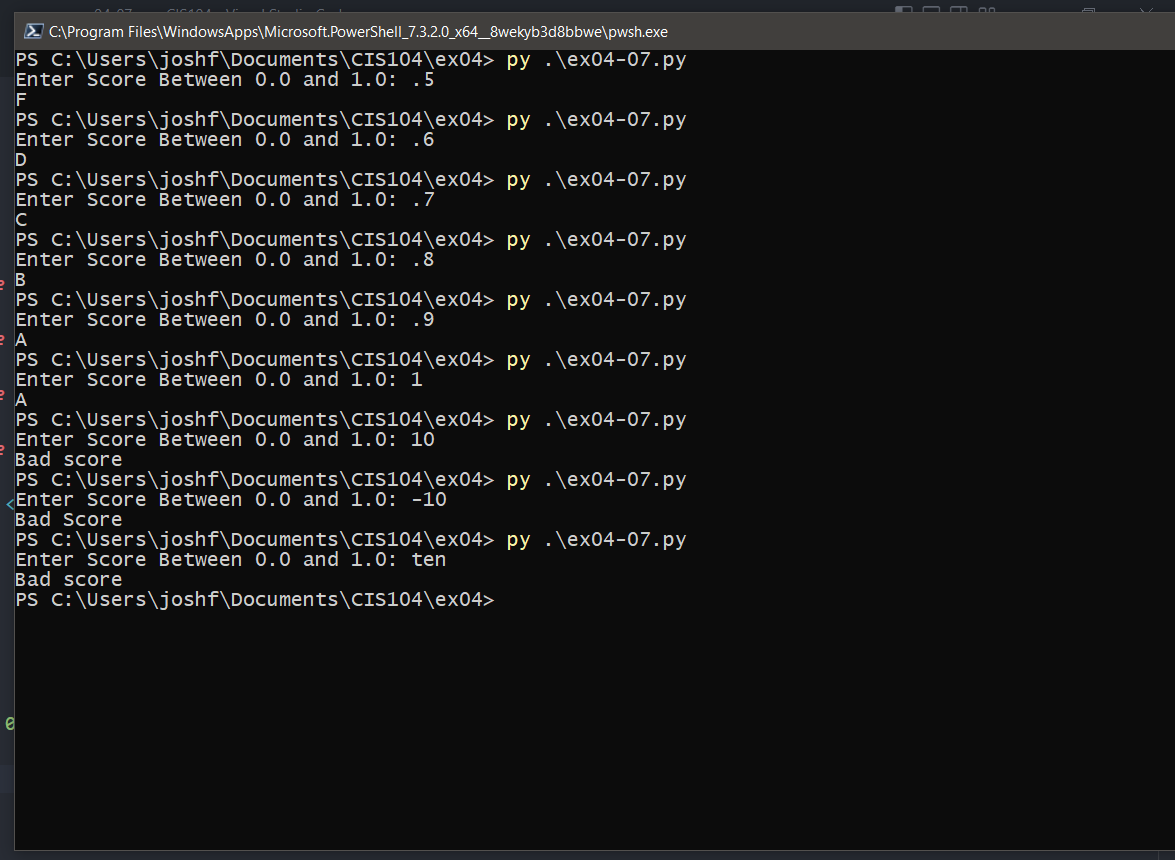 C:\Program Files\WindowsApps\Microsoft.PowerShell_7.3.2.0_x64__8wekyb3d8bbwe\pwsh.exe
PS C:\Users\joshf\Documents\CIS104\ex04> py .\ex04-07.py
Enter Score Between 0.0 and 1.0: .5
F
PS C:\Users\joshf\Documents\CIS104\ex04> py .\ex04-07.py
Enter Score Between 0.0 and 1.0: .6
D
PS C:\Users\joshf\Documents\CIS104\ex04> py .\ex04-07.py
Enter Score Between 0.0 and 1.0: .7
C
PS C:\Users\joshf\Documents\CIS104\ex04> py .\ex04-07.py
Enter Score Between 0.0 and 1.0: .8
B
PS C:\Users\joshf\Documents\CIS104\ex04> py .\ex04-07.py
Enter Score Between 0.0 and 1.0: .9
A
PS C:\Users\joshf\Documents\CIS104\ex04> py .\ex04-07.py
Enter Score Between 0.0 and 1.0: 1
A
PS C:\Users\joshf\Documents\CIS104\ex04> py .\ex04-07.py
Enter Score Between 0.0 and 1.0: 10
Bad score
PS C:\Users\joshf\Documents\CIS104\ex04> py .\ex04-07.py
Enter Score Between 0.0 and 1.0: -10
Bad Score
PS C:\Users\joshf\Documents\CIS104\ex04> py .\ex04-07.py
Enter Score Between 0.0 and 1.0: ten
Bad score
PS C:\Users\joshf\Documents\CIS104\ex04>